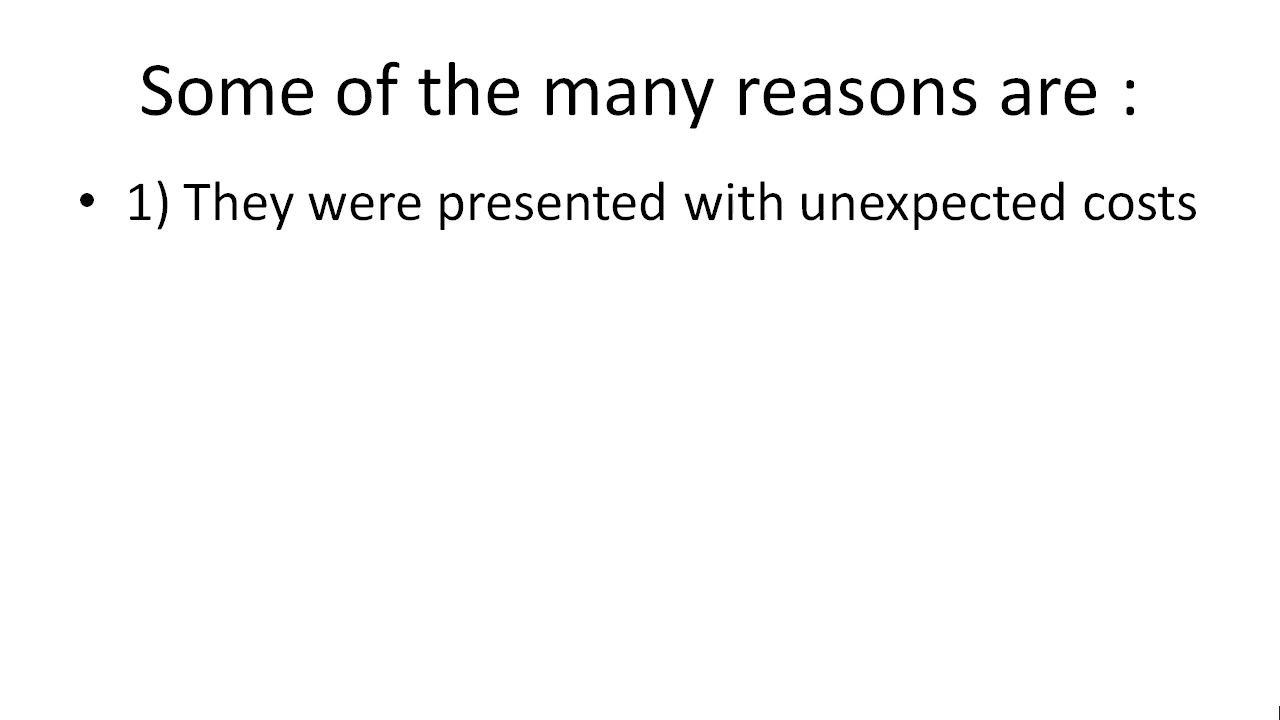 Some of the many reasons are :
• 1) They were presented with unexpected costs